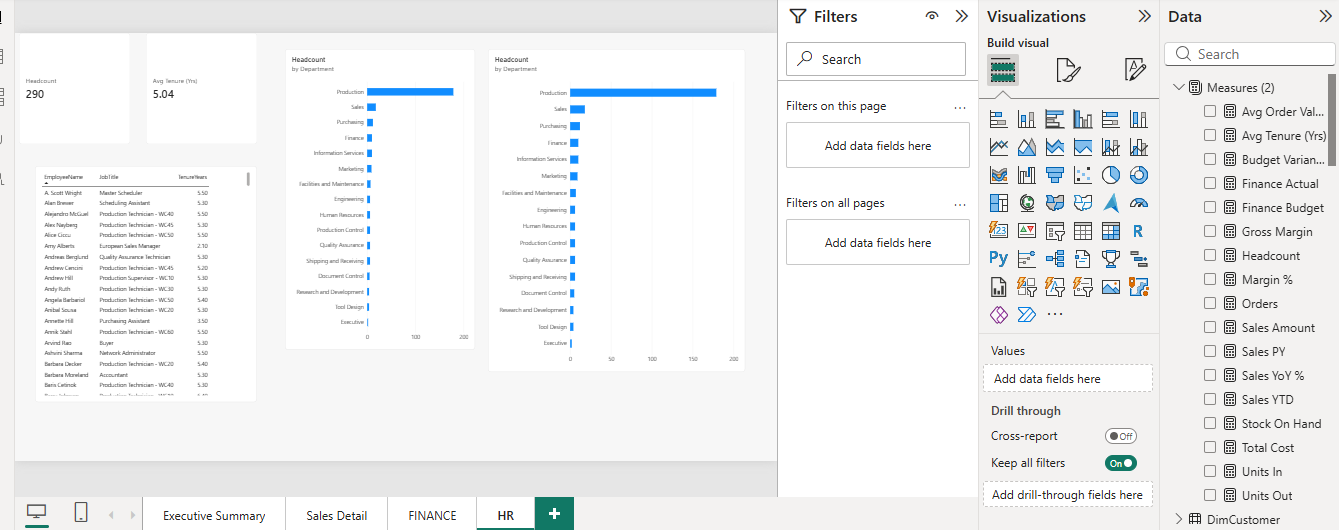 Headcount
290
Avg Tenure (Yrs)
5.04
EmployeeName JobTitle TenureYears
A. Scott Wright Master Scheduler 5.50
Alan Brewer Scheduling Assistant 5.30
Alejandro McGuel Production Technician - WC40 5.50
Alex Nayberg Production Technician - WC45 5.30
Alice Ciccu Production Technician - WC50 5.50
Amy Alberts European Sales Manager 2.10
Andreas Berglund Quality Assurance Technician 5.30
Andrew Cencini Production Technician - WC45 5.20
Andrew Hill Production Supervisor - WC10 5.30
Andy Ruth Production Technician - WC30 5.30
Angela Barbariol Production Technician - WC50 5.40
Anibal Sousa Production Technician - WC20 5.30
Annette Hill Purchasing Assistant 3.50
Annik Stahl Production Technician - WC60 5.50
Arvind Rao Buyer 5.30
Ashvini Sharma Network Administrator 5.50
Barbara Decker Production Technician - WC20 5.40
Barbara Moreland Accountant 5.30
Baris Cetinok Production Technician - WC40 5.30
Headcount
by Department
Production
Sales
Purchasing
Finance
Information Services
Marketing
Facilities and Maintenance
Engineering
Human Resources
Production Control
Quality Assurance
Shipping and Receiving
Document Control
Research and Development
Tool Design
Executive
0 100 200
Headcount
by Department
Production
Sales
Purchasing
Finance
Information Services
Marketing
Facilities and Maintenance
Engineering
Human Resources
Production Control
Quality Assurance
Shipping and Receiving
Document Control
Research and Development
Tool Design
Executive
0 50 100 150 200
Filters
Search
Filters on this page ...
Add data fields here
Filters on all pages ...
Add data fields here
Visualizations
Build visual
123
R
Py
...
Values
Add data fields here
Drill through
Cross-report Off
Keep all filters On
Add drill-through fields here
Data
Search
Measures (2)
Avg Order Val...
Avg Tenure (Yrs)
Budget Varian...
Finance Actual
Finance Budget
Gross Margin
Headcount
Margin %
Orders
Sales Amount
Sales PY
Sales YoY %
Sales YTD
Stock On Hand
Total Cost
Units In
Units Out
DimCustomer
Executive Summary
Sales Detail
FINANCE
HR
+